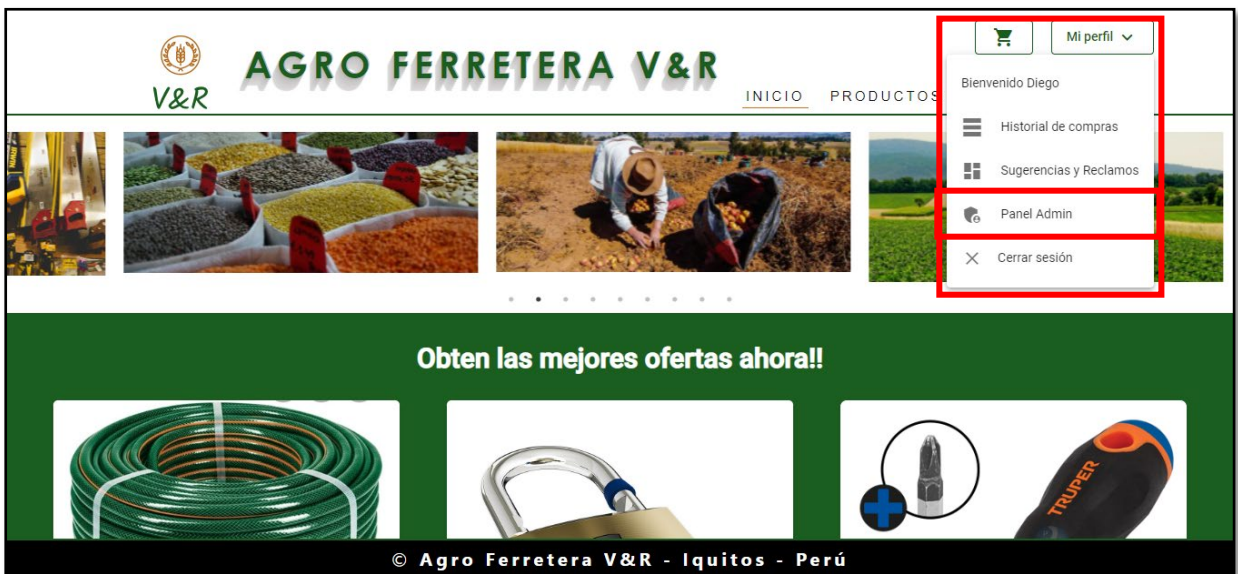 Mi perfil
V&R
AGRO FERRETERA V&R
INICIO PRODUCTOS
Bienvenido Diego
Historial de compras
Sugerencias y Reclamos
Panel Admin
Cerrar sesión
Obten las mejores ofertas ahora!!
TRUPER
© Agro Ferretera V&R - Iquitos - Perú